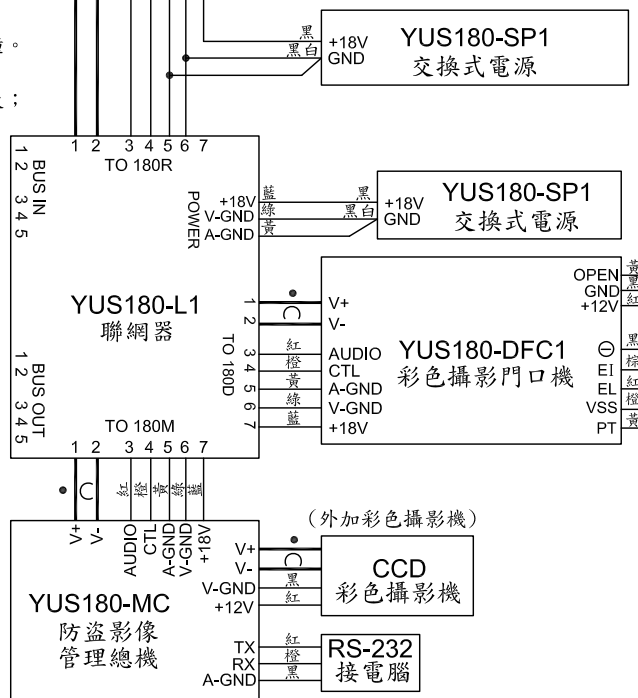 。
；
黑
黑白
+18V
GND
YUS180-SP1
交換式電源
1 2 3 4 5 6 7
TO 180R
1 2 3 4 5
BUS IN
POWER
+18V
V-GND
A-GND
藍
綠
黃
黑
黑白
+18V
GND
YUS180-SP1
交換式電源
YUS180-L1
聯網器
1
2
3
4
5
6
7
TO 180D
紅
橙
黃
綠
藍
V+
V-
AUDIO
CTL
A-GND
V-GND
+18V
YUS180-DFC1
彩色攝影門口機
OPEN 黃
GND 黑
+12V 紅
⊖ 黑
EI 棕
EL 紅
VSS 橙
PT 黃
1 2 3 4 5
BUS OUT
TO 180M
1 2 3 4 5 6 7
紅 橙 黃 綠 藍
V+ V- AUDIO CTL A-GND V-GND +18V
YUS180-MC
防盜影像
管理總機
V+
V-
V-GND 黑
+12V 紅
(外加彩色攝影機)
CCD
彩色攝影機
TX 紅
RX 橙
A-GND 黑
RS-232
接電腦